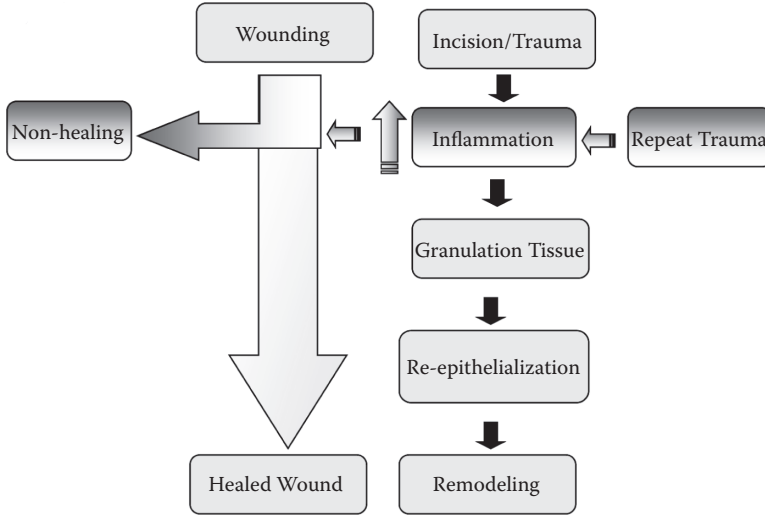 Wounding
Incision/Trauma
Non-healing
Inflammation
Repeat Trauma
Granulation Tissue
Re-epithelialization
Healed Wound
Remodeling